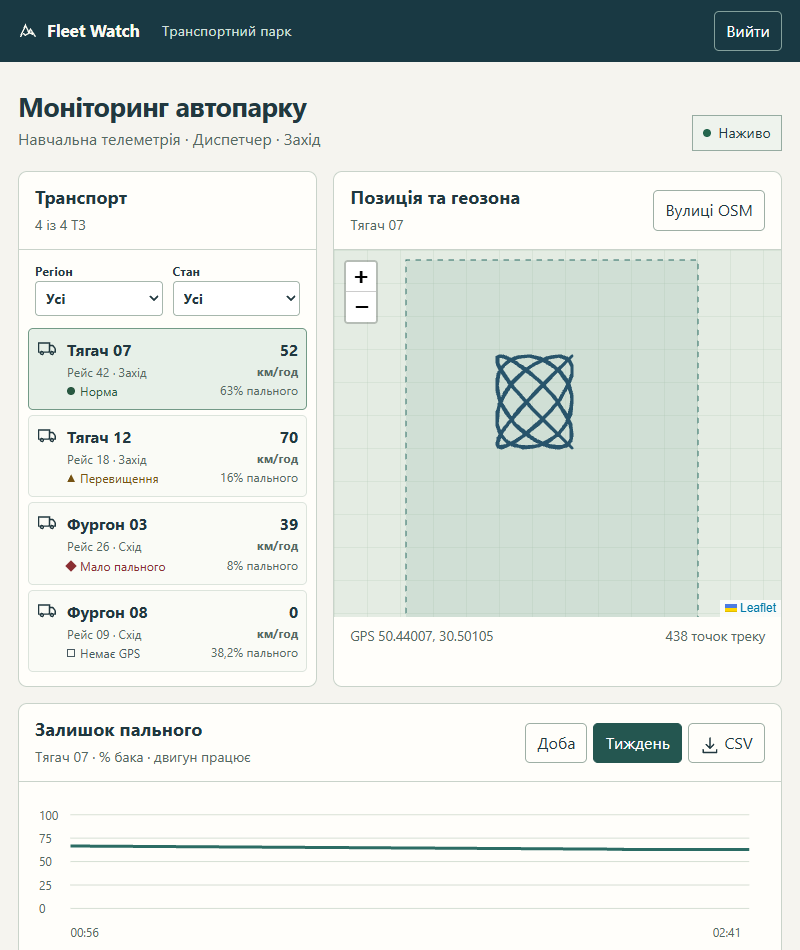 Fleet Watch
Транспортний парк
Вийти
Моніторинг автопарку
Навчальна телеметрія · Диспетчер · Захід
Наживо
Транспорт
4 із 4 ТЗ
Регіон
Стан
Усі
Усі
Тягач 07
52
Рейс 42 · Захід
км/год
Норма
63% пального
Тягач 12
70
Рейс 18 · Захід
км/год
Перевищення
16% пального
Фургон 03
39
Рейс 26 · Схід
км/год
Мало пального
8% пального
Фургон 08
0
Рейс 09 · Схід
км/год
Немає GPS
38,2% пального
Позиція та геозона
Тягач 07
Вулиці OSM
+
−
Leaflet
GPS 50.44007, 30.50105
438 точок треку
Залишок пального
Тягач 07 · % бака · двигун працює
Доба
Тиждень
CSV
100
75
50
25
0
00:56
02:41